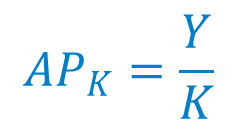 AP_K = Y/K